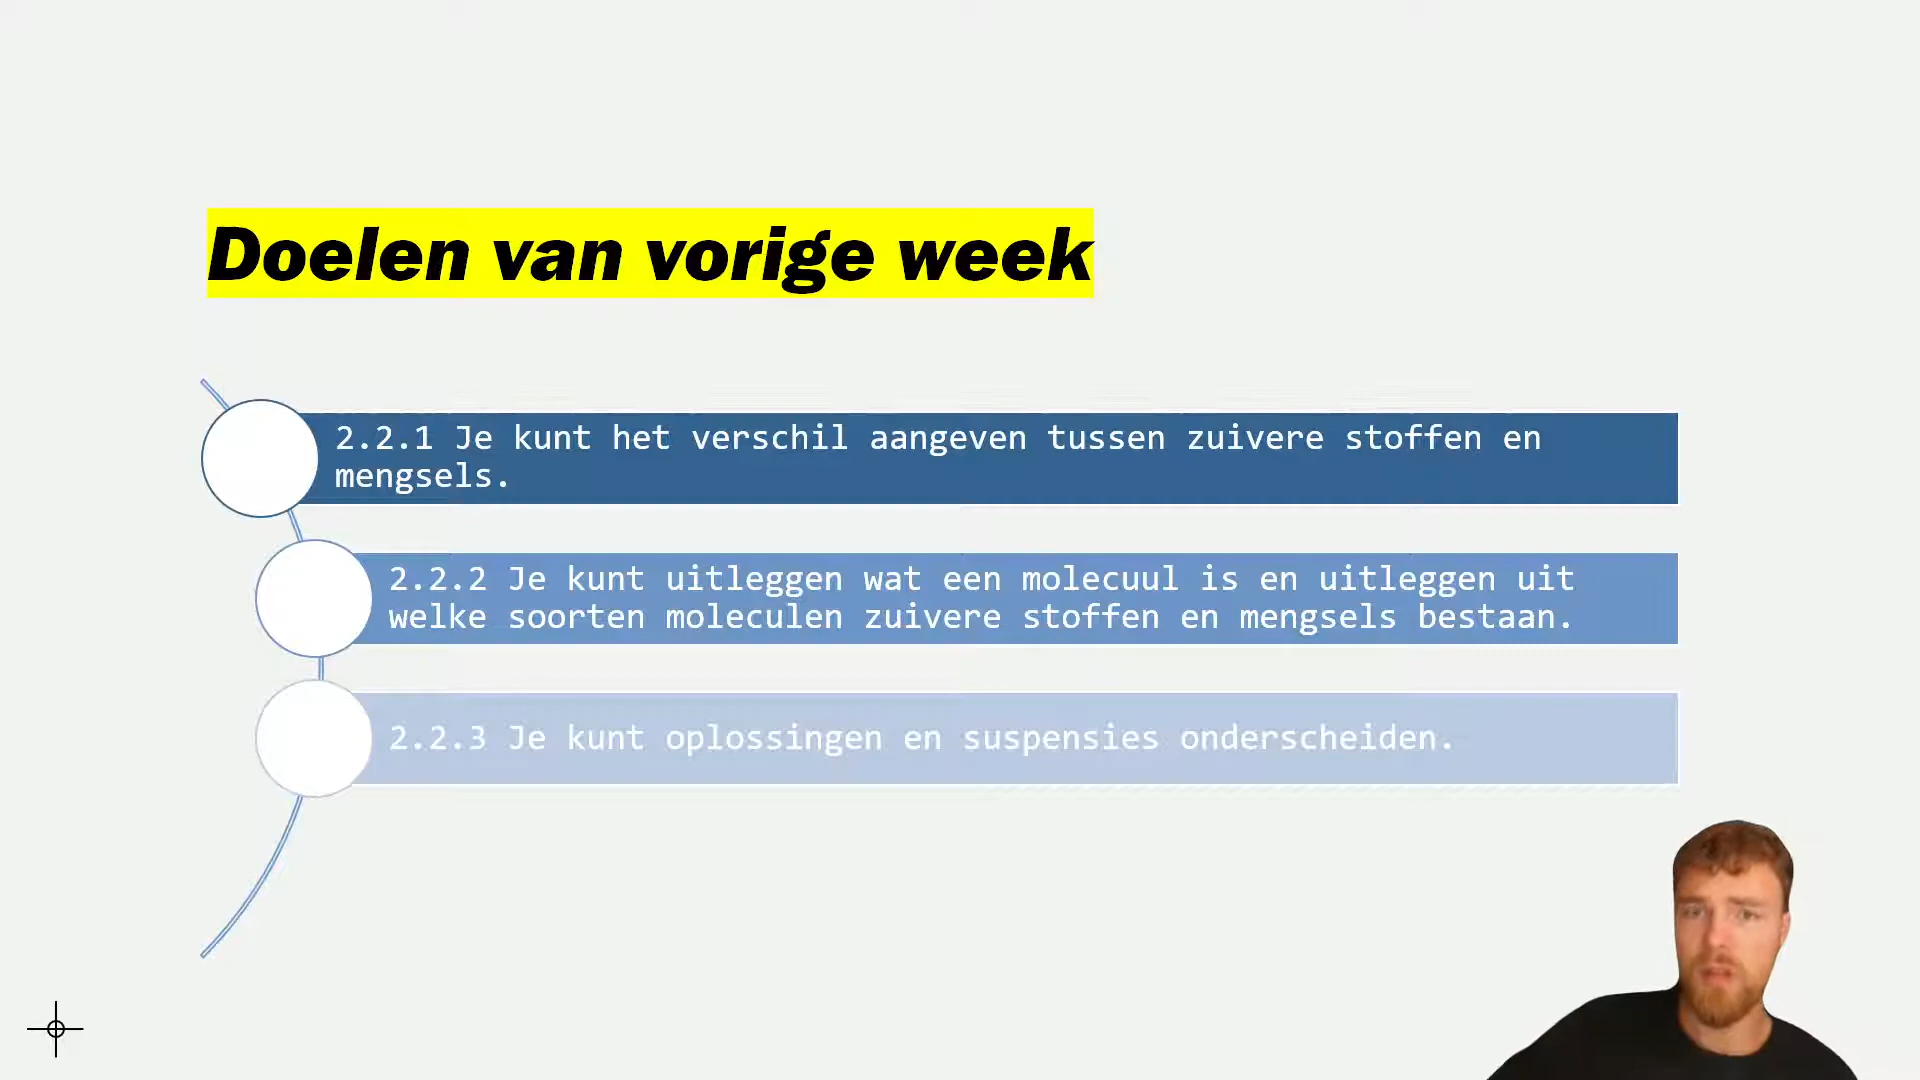 Doelen van vorige week
2.2.1 Je kunt het verschil aangeven tussen zuivere stoffen en
mengsels.
2.2.2 Je kunt uitleggen wat een molecuul is en uitleggen uit
welke soorten moleculen zuivere stoffen en mengsels bestaan.
2.2.3 Je kunt oplossingen en suspensies onderscheiden.